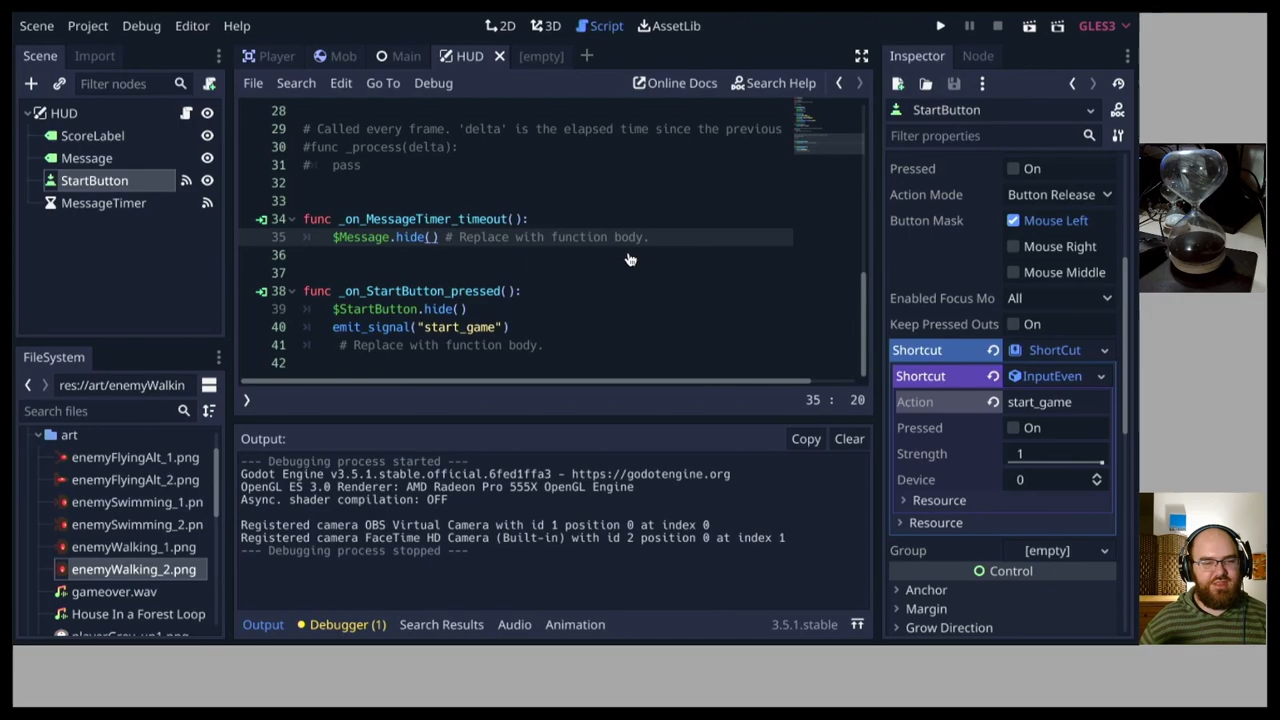 Scene Project Debug Editor Help
2D 3D Script AssetLib
GLES3
Scene Import
Filter nodes
HUD
ScoreLabel
Message
StartButton
MessageTimer
FileSystem
res://art/enemyWalkin
Search files
art
enemyFlyingAlt_1.png
enemyFlyingAlt_2.png
enemySwimming_1.pn
enemySwimming_2.pn
enemyWalking_1.png
enemyWalking_2.png
gameover.wav
House In a Forest Loop
Player Mob Main HUD [empty]
File Search Edit Go To Debug
Online Docs Search Help
28
29 # Called every frame. 'delta' is the elapsed time since the previous
30 #func _process(delta):
31 # pass
32
33
34 func _on_MessageTimer_timeout():
35 $Message.hide() # Replace with function body.
36
37
38 func _on_StartButton_pressed():
39 $StartButton.hide()
40 emit_signal("start_game")
41 # Replace with function body.
42
35 : 20
Output:
Copy Clear
--- Debugging process started ---
Godot Engine v3.5.1.stable.official.6fed1ffa3 - https://godotengine.org
OpenGL ES 3.0 Renderer: AMD Radeon Pro 555X OpenGL Engine
Async. shader compilation: OFF
Registered camera OBS Virtual Camera with id 1 position 0 at index 0
Registered camera FaceTime HD Camera (Built-in) with id 2 position 0 at index 1
--- Debugging process stopped ---
Output Debugger (1) Search Results Audio Animation 3.5.1.stable
Inspector Node
StartButton
Filter properties
Pressed On
Action Mode Button Release
Button Mask Mouse Left
Mouse Right
Mouse Middle
Enabled Focus Mo All
Keep Pressed Outs On
Shortcut ShortCut
Shortcut InputEven
Action start_game
Pressed On
Strength 1
Device 0
Resource
Resource
Group [empty]
Control
Anchor
Margin
Grow Direction